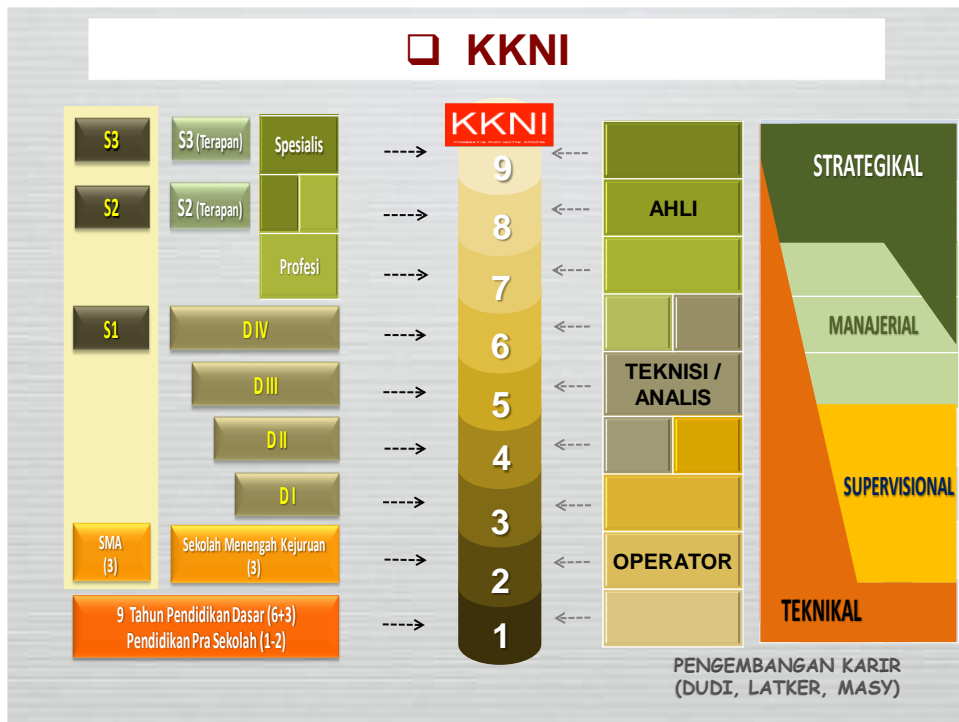 KKNI
KKNI
S3
S3 (Terapan)
Spesialis
S2
S2 (Terapan)
Profesi
S1
D IV
D III
D II
D I
SMA
(3)
Sekolah Menengah Kejuruan
(3)
9 Tahun Pendidikan Dasar (6+3)
Pendidikan Pra Sekolah (1-2)
9
8
7
6
5
4
3
2
1
AHLI
TEKNISI /
ANALIS
OPERATOR
STRATEGIKAL
MANAJERIAL
SUPERVISIONAL
TEKNIKAL
PENGEMBANGAN KARIR
(DUDI, LATKER, MASY)